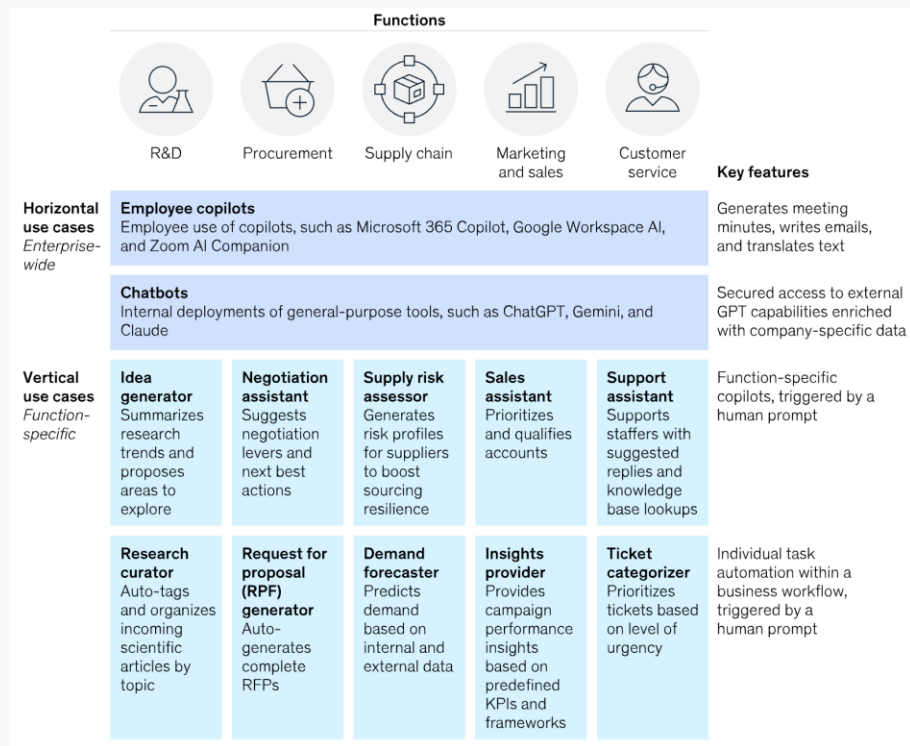 Functions
R&D
Procurement
Supply chain
Marketing
and sales
Customer
service
Key features
Horizontal
use cases
Enterprise-
wide
Employee copilots
Employee use of copilots, such as Microsoft 365 Copilot, Google Workspace AI,
and Zoom AI Companion
Generates meeting
minutes, writes emails,
and translates text
Chatbots
Internal deployments of general-purpose tools, such as ChatGPT, Gemini, and
Claude
Secured access to external
GPT capabilities enriched
with company-specific data
Vertical
use cases
Function-
specific
Idea
generator
Summarizes
research
trends and
proposes
areas to
explore
Negotiation
assistant
Suggests
negotiation
levers and
next best
actions
Supply risk
assessor
Generates
risk profiles
for suppliers
to boost
sourcing
resilience
Sales
assistant
Prioritizes
and qualifies
accounts
Support
assistant
Supports
staffers with
suggested
replies and
knowledge
base lookups
Function-specific
copilots, triggered by a
human prompt
Research
curator
Auto-tags
and organizes
incoming
scientific
articles by
topic
Request for
proposal
(RPF)
generator
Auto-
generates
complete
RFPs
Demand
forecaster
Predicts
demand
based on
internal and
external data
Insights
provider
Provides
campaign
performance
insights
based on
predefined
KPIs and
frameworks
Ticket
categorizer
Prioritizes
tickets based
on level of
urgency
Individual task
automation within a
business workflow,
triggered by a
human prompt